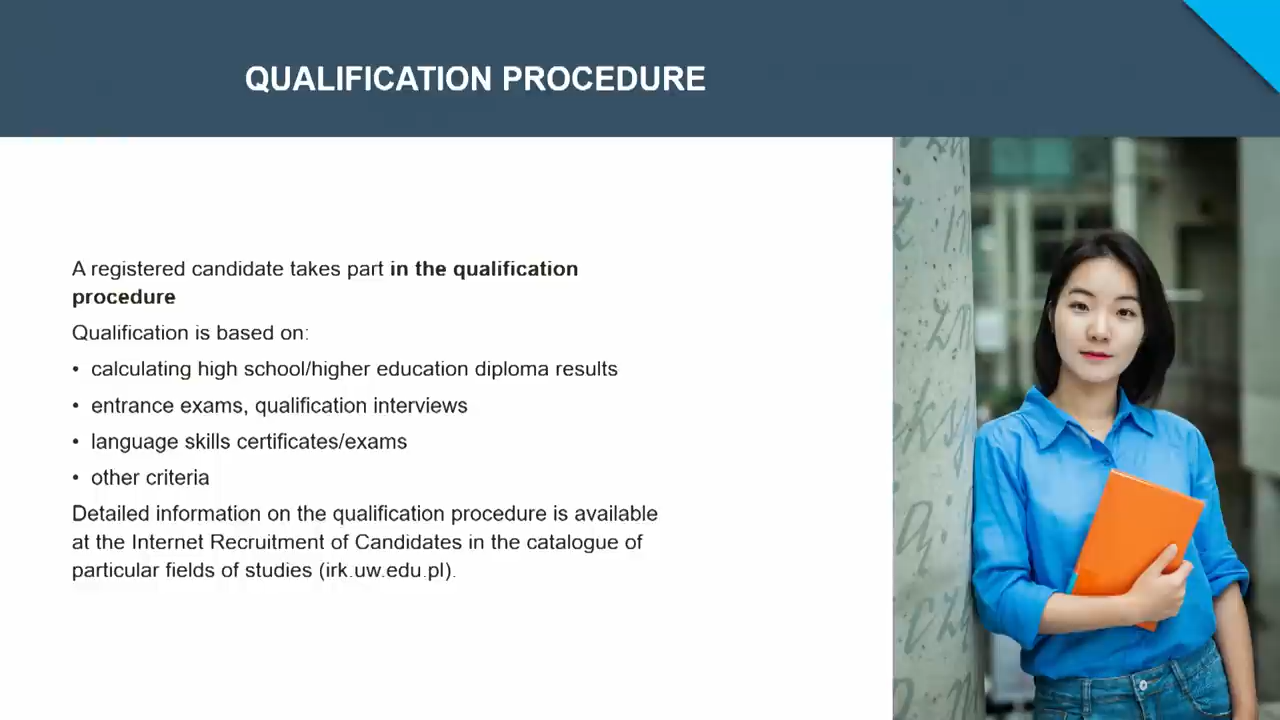 QUALIFICATION PROCEDURE
A registered candidate takes part in the qualification
procedure
Qualification is based on:
• calculating high school/higher education diploma results
• entrance exams, qualification interviews
• language skills certificates/exams
• other criteria
Detailed information on the qualification procedure is available
at the Internet Recruitment of Candidates in the catalogue of
particular fields of studies (irk.uw.edu.pl).